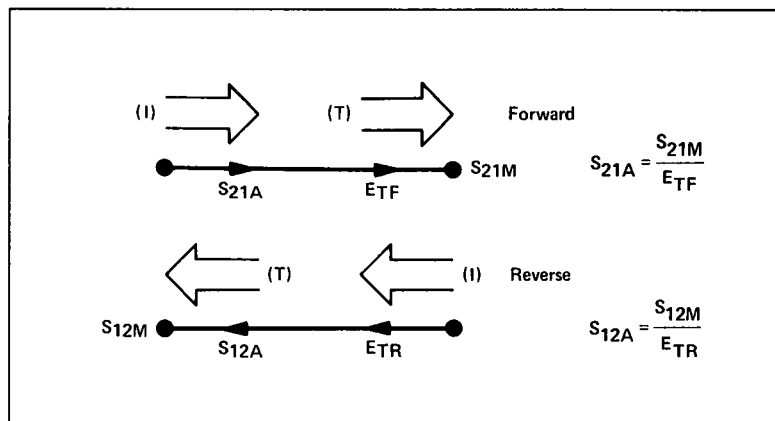 (I) (T) Forward
S21A ETF S21M S21A = S21M / ETF
(T) (I) Reverse
S12M S12A ETR S12A = S12M / ETR